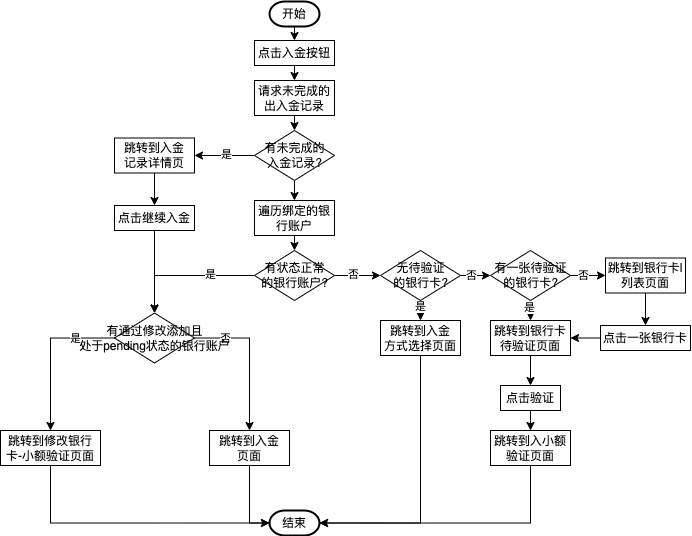 开始
点击入金按钮
请求未完成的
出入金记录
有未完成的
入金记录?
是
跳转到入金
记录详情页
点击继续入金
遍历绑定的银
行账户
有状态正常
的银行账户?
是
否
无待验证
的银行卡?
否
有一张待验证
的银行卡?
否
跳转到银行卡l
列表页面
是
是
跳转到入金
方式选择页面
跳转到银行卡
待验证页面
点击一张银行卡
有通过修改添加且
处于pending状态的银行账户
是
否
点击验证
跳转到修改银行
卡-小额验证页面
跳转到入金
页面
跳转到入小额
验证页面
结束